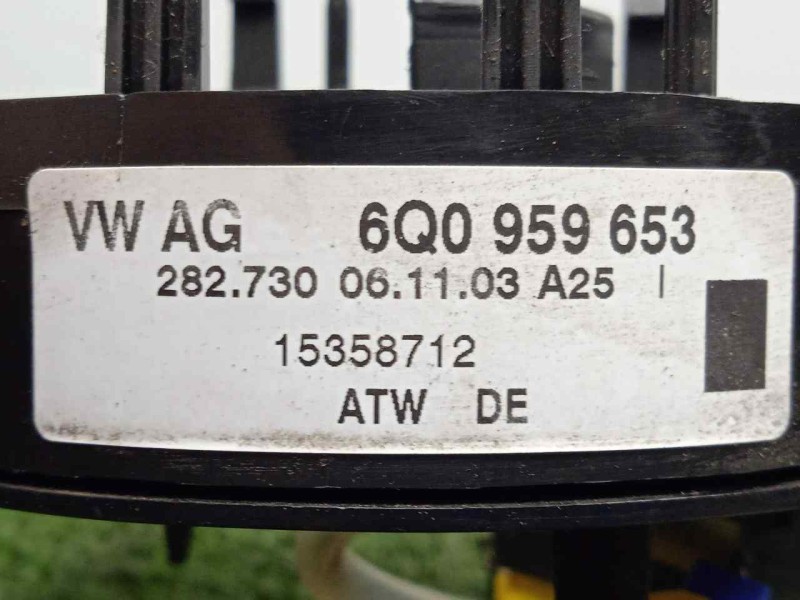 VW AG 6Q0 959 653
282.730 06.11.03 A25 I
15358712
ATW DE